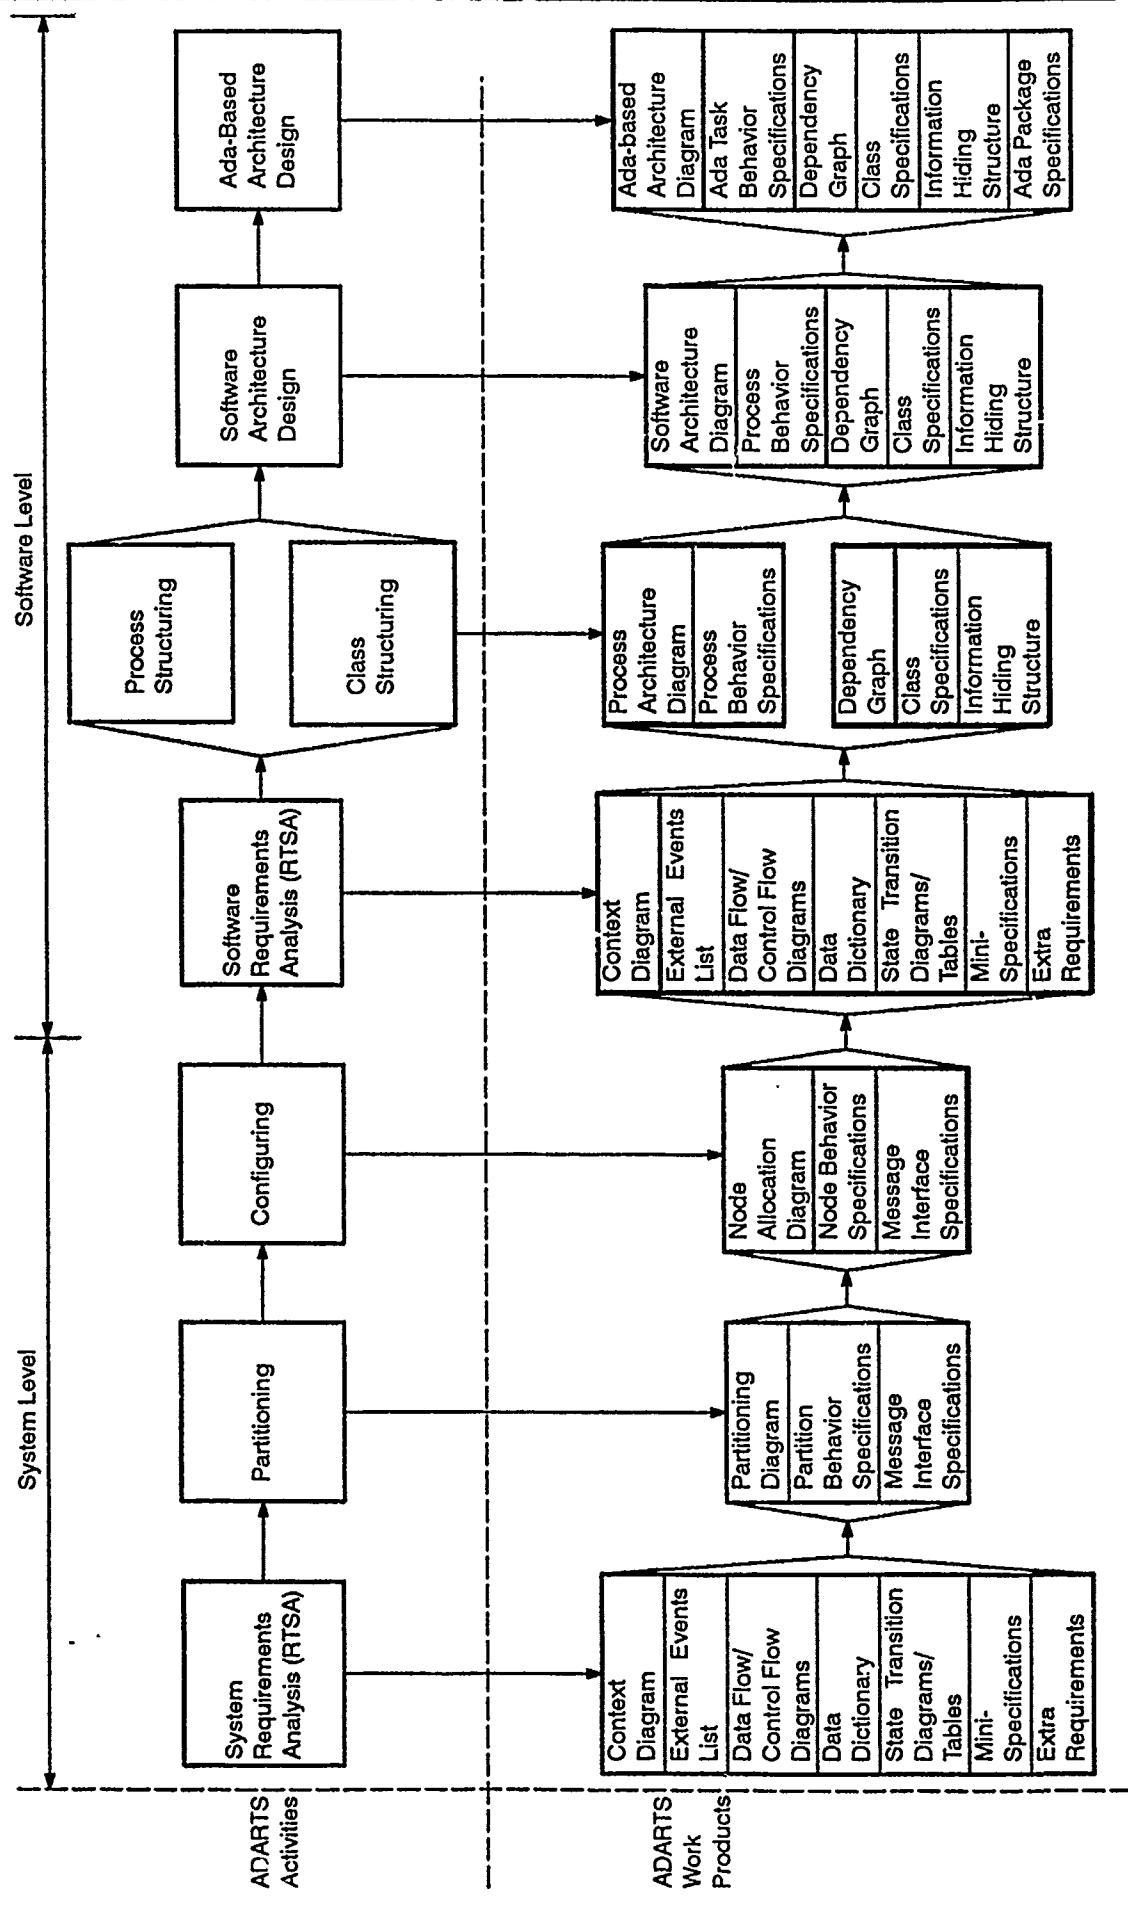 System Level
Software Level
ADARTS
Activities
System
Requirements
Analysis (RTSA)
Partitioning
Configuring
Software
Requirements
Analysis (RTSA)
Process
Structuring
Class
Structuring
Software
Architecture
Design
Ada-Based
Architecture
Design
ADARTS
Work
Products
Context
Diagram
External Events
List
Data Flow/
Control Flow
Diagrams
Data
Dictionary
State Transition
Diagrams/
Tables
Mini-
Specifications
Extra
Requirements
Partitioning
Diagram
Partition
Behavior
Specifications
Message
Interface
Specifications
Node
Allocation
Diagram
Node Behavior
Specifications
Message
Interface
Specifications
Context
Diagram
External Events
List
Data Flow/
Control Flow
Diagrams
Data
Dictionary
State Transition
Diagrams/
Tables
Mini-
Specifications
Extra
Requirements
Process
Architecture
Diagram
Process
Behavior
Specifications
Dependency
Graph
Class
Specifications
Information
Hiding
Structure
Software
Architecture
Diagram
Process
Behavior
Specifications
Dependency
Graph
Class
Specifications
Information
Hiding
Structure
Ada-based
Architecture
Diagram
Ada Task
Behavior
Specifications
Dependency
Graph
Class
Specifications
Information
Hiding
Structure
Ada Package
Specifications